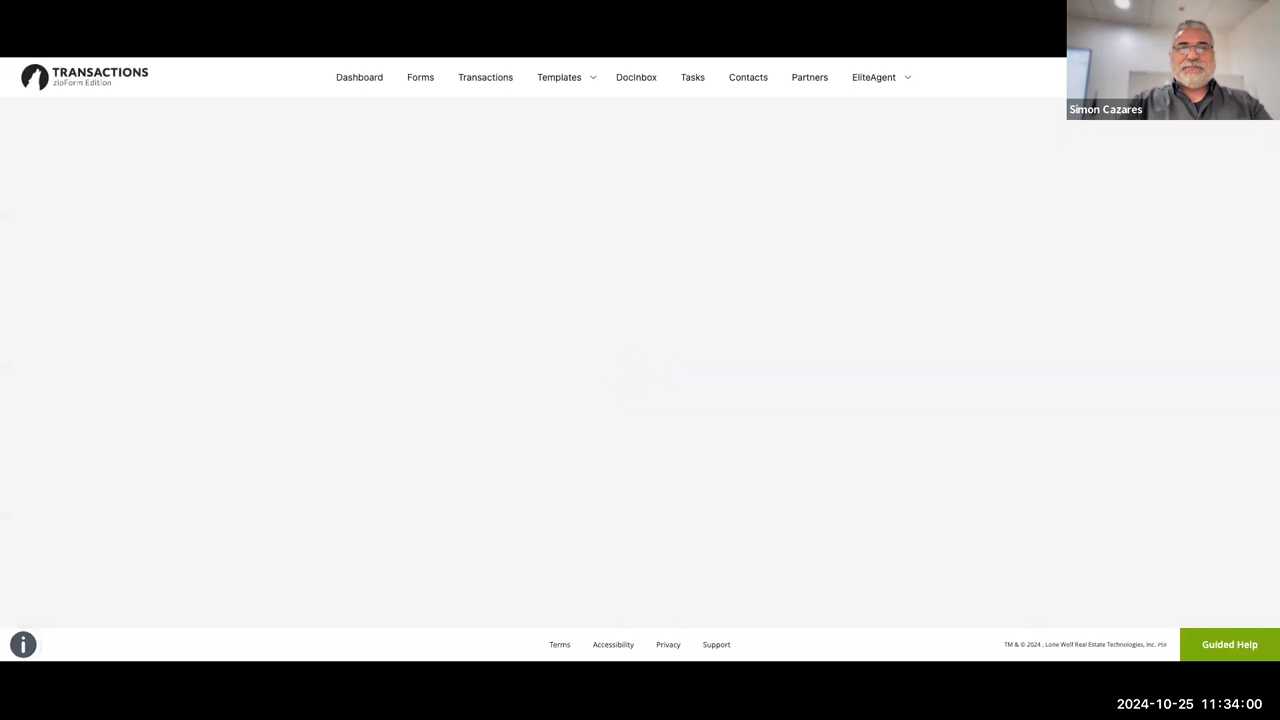 TRANSACTIONS
zipForm Edition
Dashboard Forms Transactions Templates DocInbox Tasks Contacts Partners EliteAgent
Simon Cazares
Terms Accessibility Privacy Support
TM & © 2024 , Lone Wolf Real Estate Technologies, Inc. PS9
Guided Help
2024-10-25 11:34:00